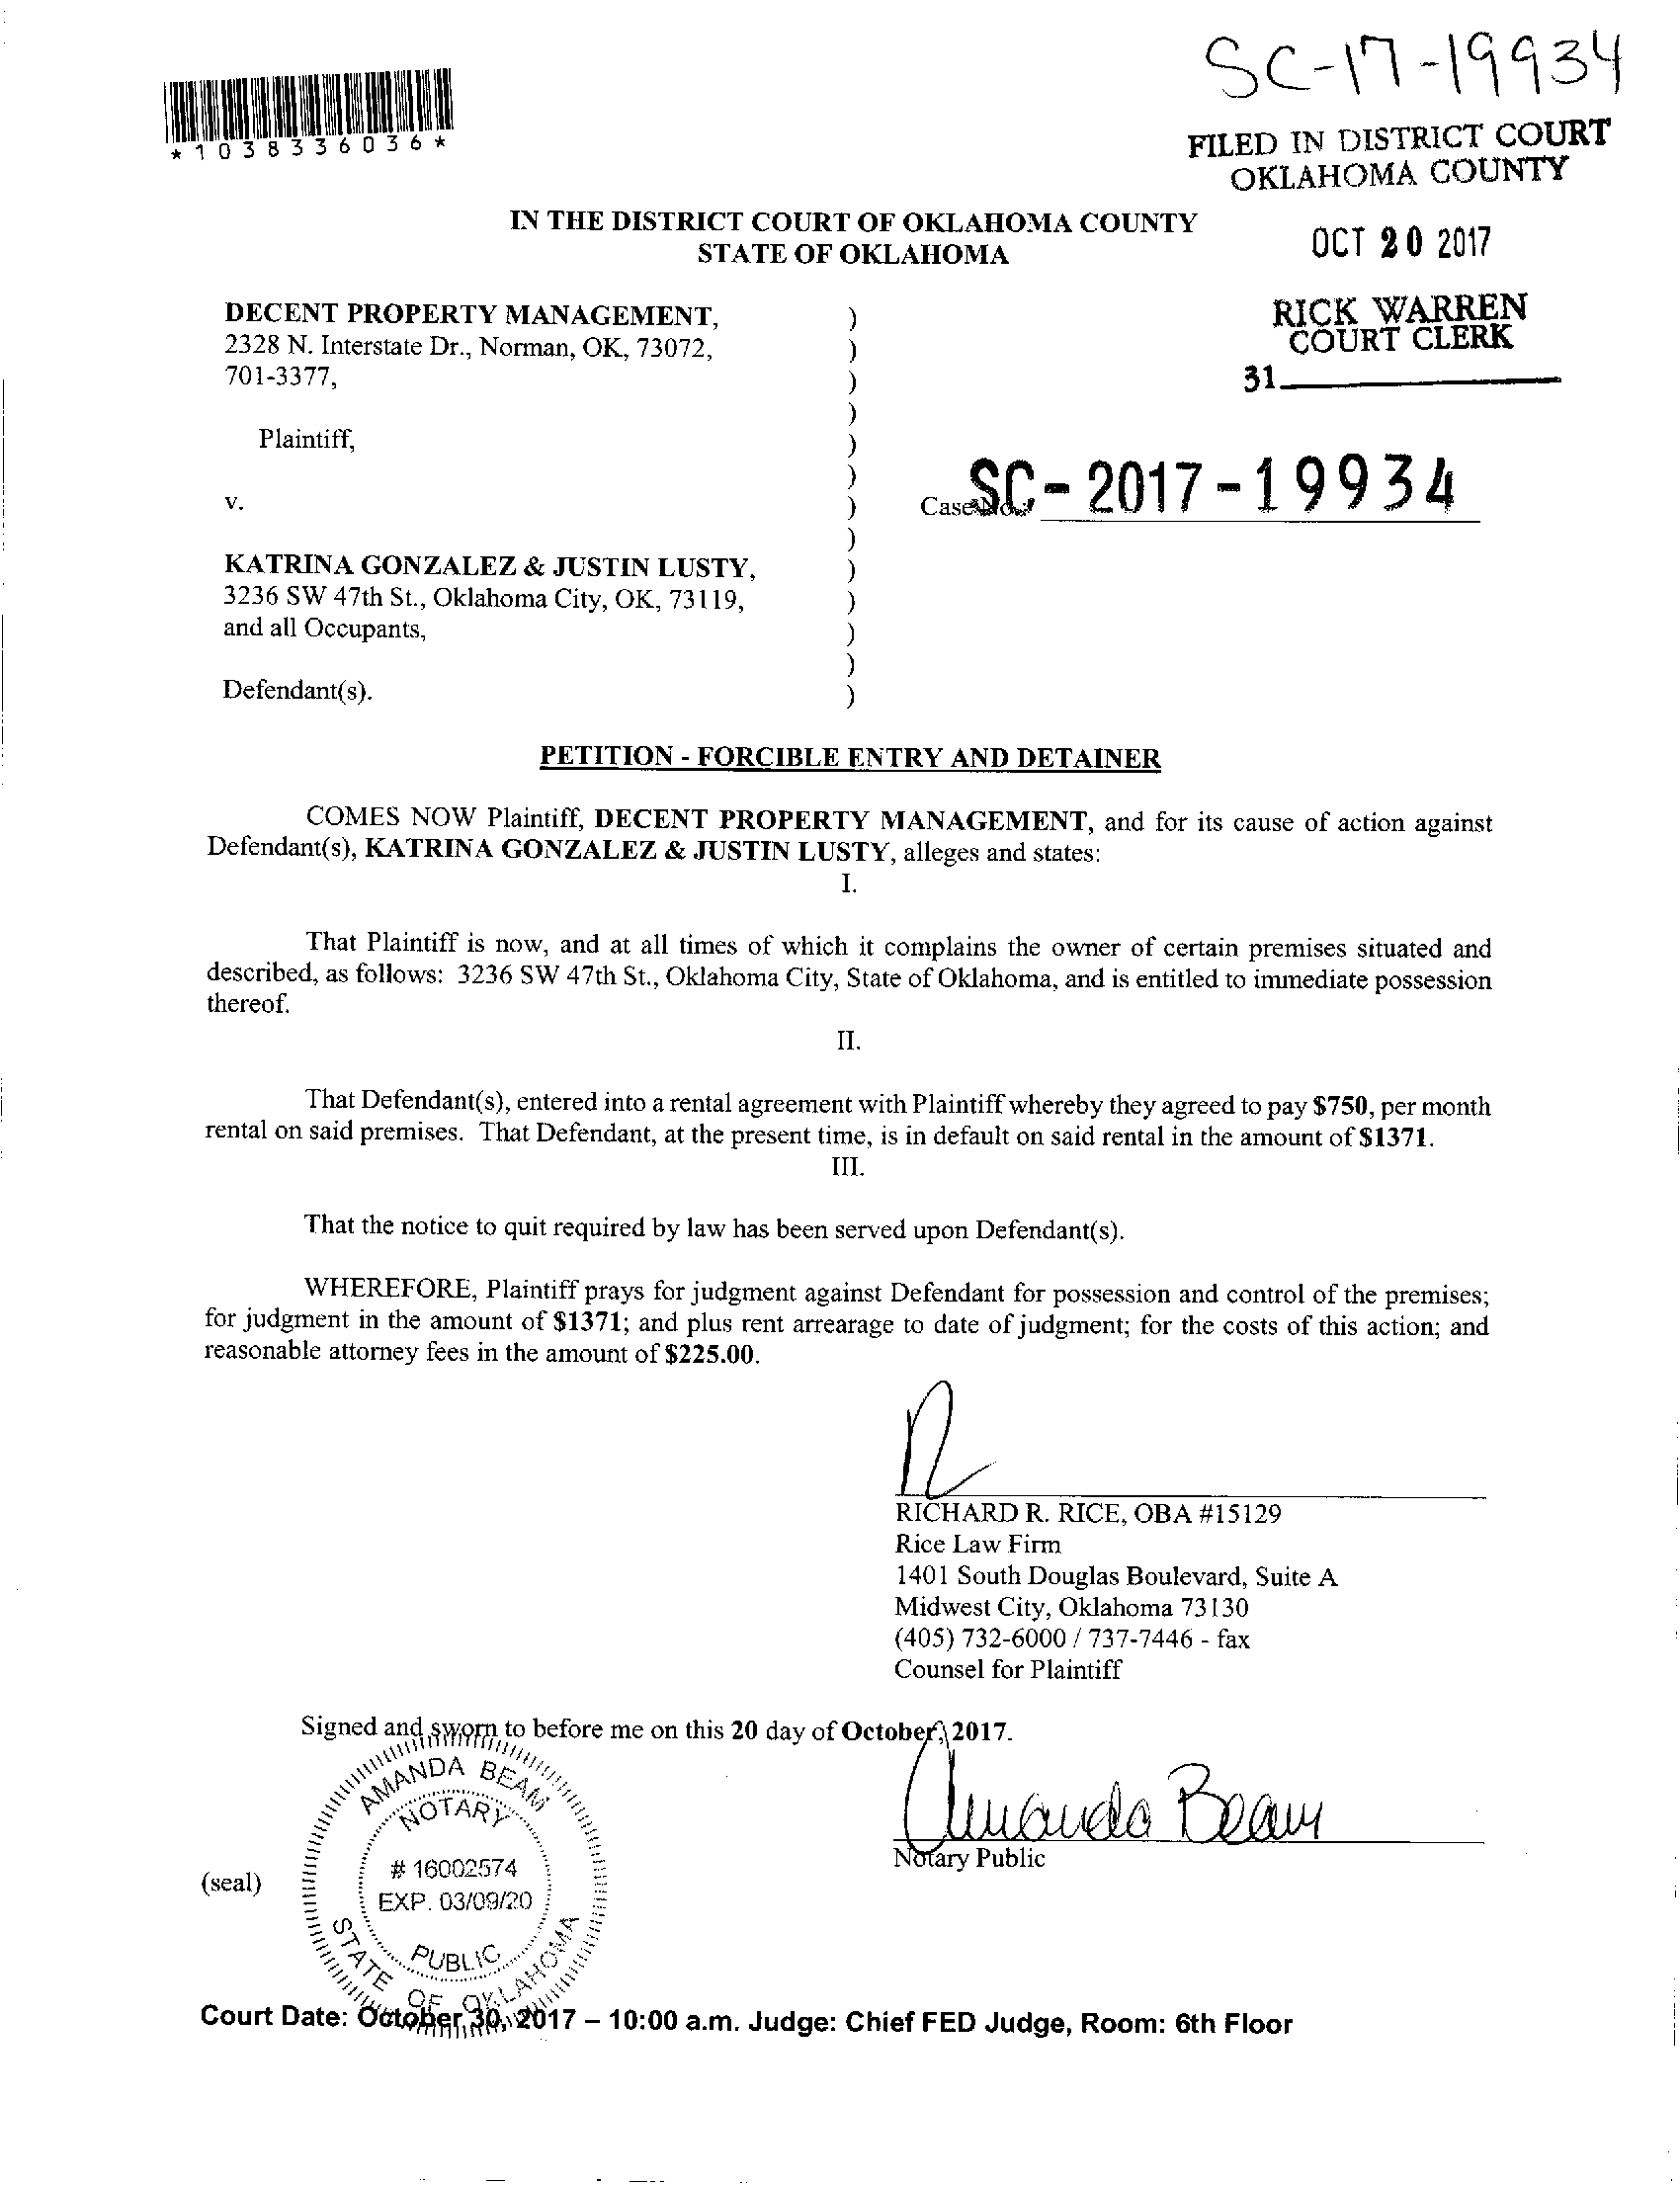 SC-17-19934
*1038336036*
FILED IN DISTRICT COURT
OKLAHOMA COUNTY
IN THE DISTRICT COURT OF OKLAHOMA COUNTY
STATE OF OKLAHOMA
OCT 20 2017
RICK WARREN
COURT CLERK
31
DECENT PROPERTY MANAGEMENT, )
2328 N. Interstate Dr., Norman, OK, 73072, )
701-3377, )
)
Plaintiff, )
)
v. ) Case No.: SC-2017-19934
)
KATRINA GONZALEZ & JUSTIN LUSTY, )
3236 SW 47th St., Oklahoma City, OK, 73119, )
and all Occupants, )
)
Defendant(s). )
PETITION - FORCIBLE ENTRY AND DETAINER
COMES NOW Plaintiff, DECENT PROPERTY MANAGEMENT, and for its cause of action against
Defendant(s), KATRINA GONZALEZ & JUSTIN LUSTY, alleges and states:
I.
That Plaintiff is now, and at all times of which it complains the owner of certain premises situated and
described, as follows: 3236 SW 47th St., Oklahoma City, State of Oklahoma, and is entitled to immediate possession
thereof.
II.
That Defendant(s), entered into a rental agreement with Plaintiff whereby they agreed to pay $750, per month
rental on said premises. That Defendant, at the present time, is in default on said rental in the amount of $1371.
III.
That the notice to quit required by law has been served upon Defendant(s).
WHEREFORE, Plaintiff prays for judgment against Defendant for possession and control of the premises;
for judgment in the amount of $1371; and plus rent arrearage to date of judgment; for the costs of this action; and
reasonable attorney fees in the amount of $225.00.
RICHARD R. RICE, OBA #15129
Rice Law Firm
1401 South Douglas Boulevard, Suite A
Midwest City, Oklahoma 73130
(405) 732-6000 / 737-7446 - fax
Counsel for Plaintiff
Signed and sworn to before me on this 20 day of October, 2017.
Amanda Beam
Notary Public
(seal)
AMANDA BEAM
NOTARY
# 16002574
EXP. 03/09/20
PUBLIC
STATE OF OKLAHOMA
Court Date: October 30, 2017 – 10:00 a.m. Judge: Chief FED Judge, Room: 6th Floor